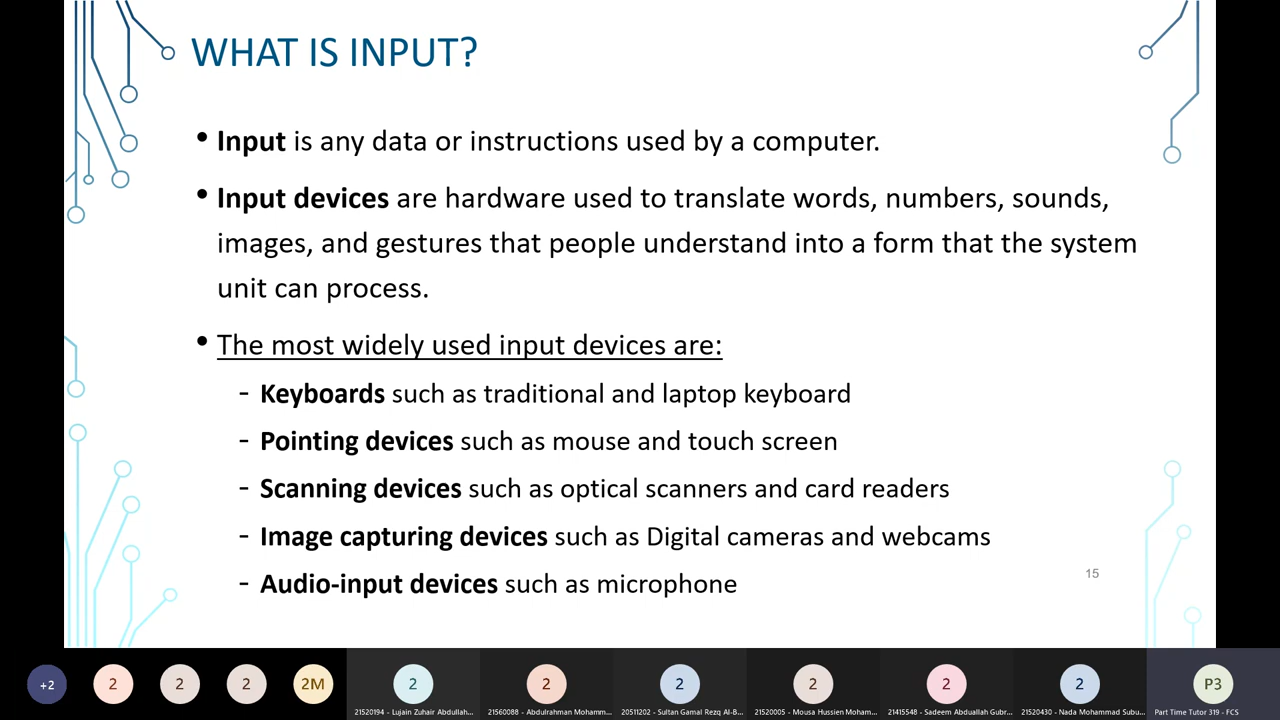 WHAT IS INPUT?
• Input is any data or instructions used by a computer.
• Input devices are hardware used to translate words, numbers, sounds,
images, and gestures that people understand into a form that the system
unit can process.
• The most widely used input devices are:
- Keyboards such as traditional and laptop keyboard
- Pointing devices such as mouse and touch screen
- Scanning devices such as optical scanners and card readers
- Image capturing devices such as Digital cameras and webcams
- Audio-input devices such as microphone
15
+2 2 2 2 2M 2 2 2 2 2 2 P3
21520194 - Lujain Zuhair Abdullah... 21560088 - Abdulrahman Mohamm... 20511202 - Sultan Gamal Rezq Al-B... 21520005 - Mousa Hussien Moham... 21415548 - Sadeem Abduallah Gubr... 21520430 - Nada Mohammad Subu... Part Time Tutor 319 - FCS